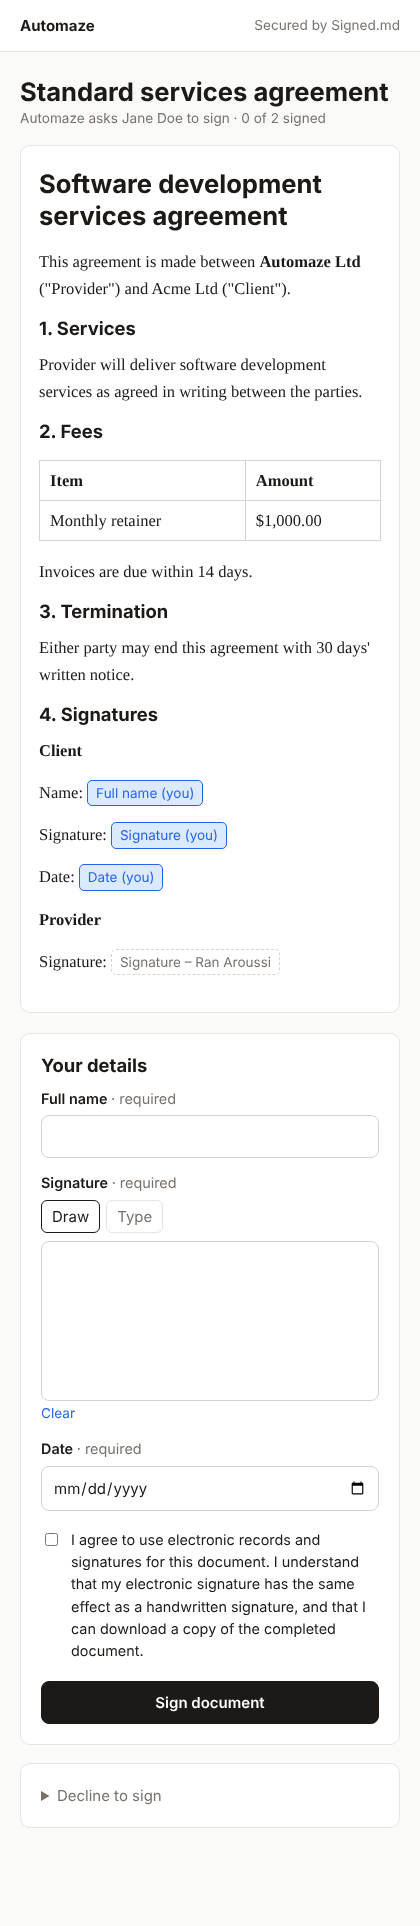 Automaze
Secured by Signed.md
Standard services agreement
Automaze asks Jane Doe to sign · 0 of 2 signed
Software development
services agreement
This agreement is made between Automaze Ltd
("Provider") and Acme Ltd ("Client").
1. Services
Provider will deliver software development
services as agreed in writing between the parties.
2. Fees
Item Amount
Monthly retainer $1,000.00
Invoices are due within 14 days.
3. Termination
Either party may end this agreement with 30 days'
written notice.
4. Signatures
Client
Name: Full name (you)
Signature: Signature (you)
Date: Date (you)
Provider
Signature: Signature – Ran Aroussi
Your details
Full name · required
Signature · required
Draw Type
Clear
Date · required
mm/dd/yyyy
I agree to use electronic records and
signatures for this document. I understand
that my electronic signature has the same
effect as a handwritten signature, and that I
can download a copy of the completed
document.
Sign document
Decline to sign